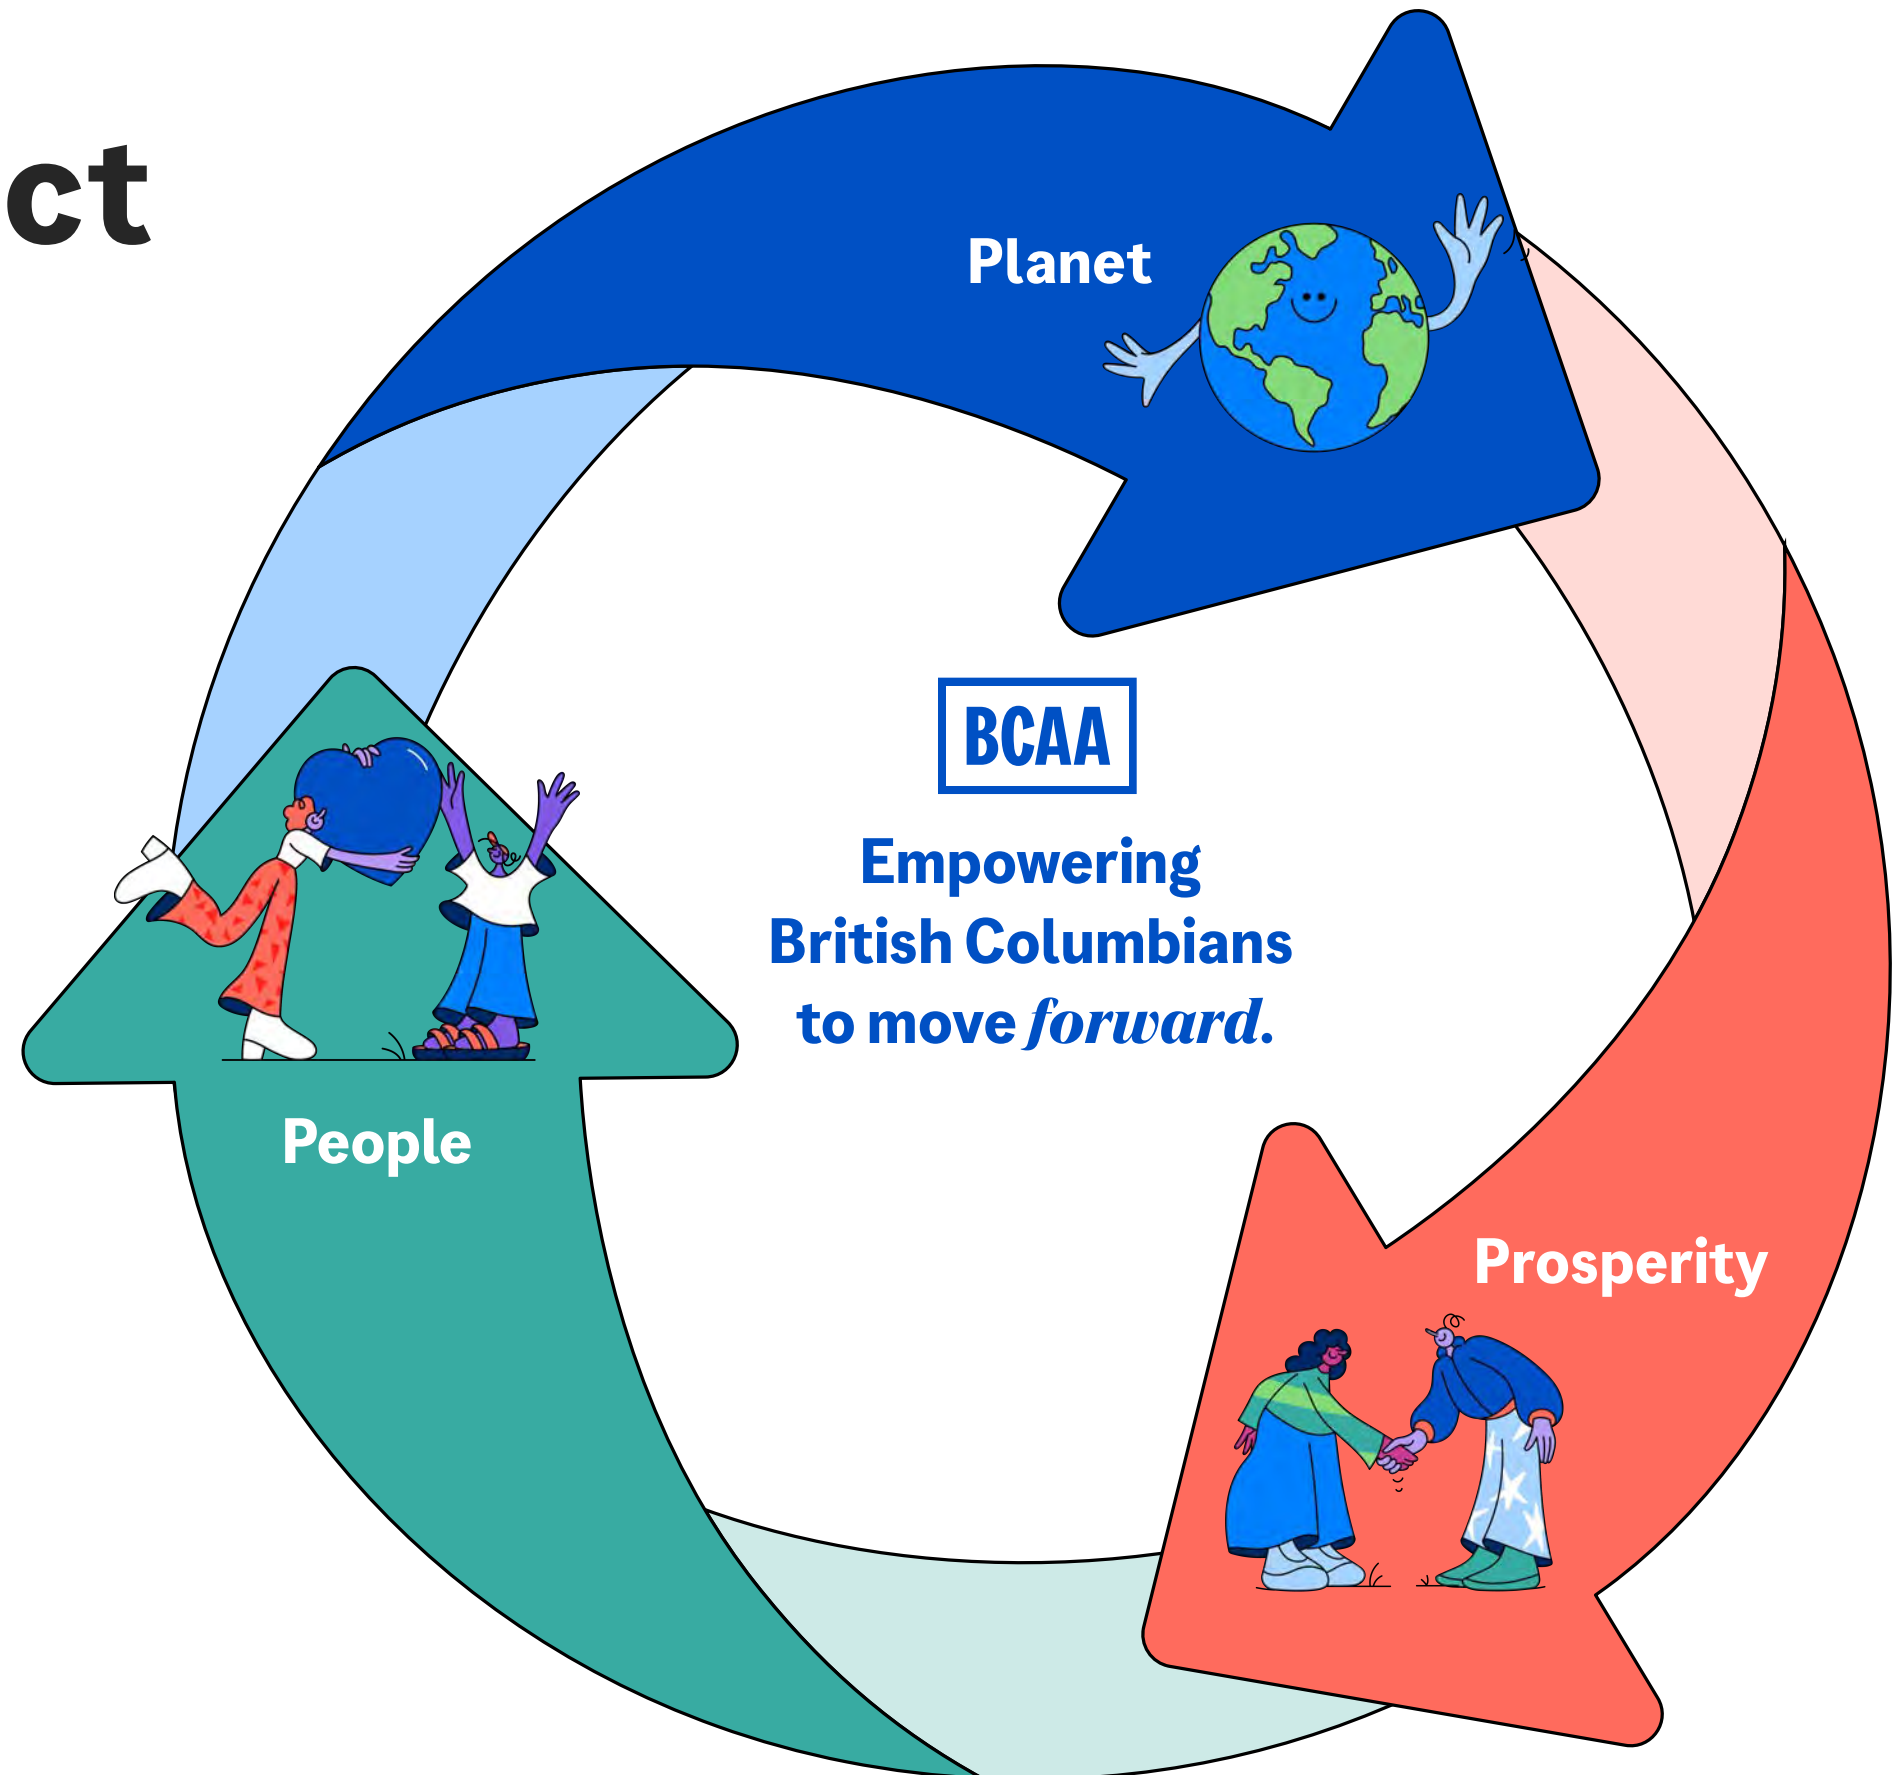 ct
Planet
BCAA
Empowering
British Columbians
to move forward.
People
Prosperity